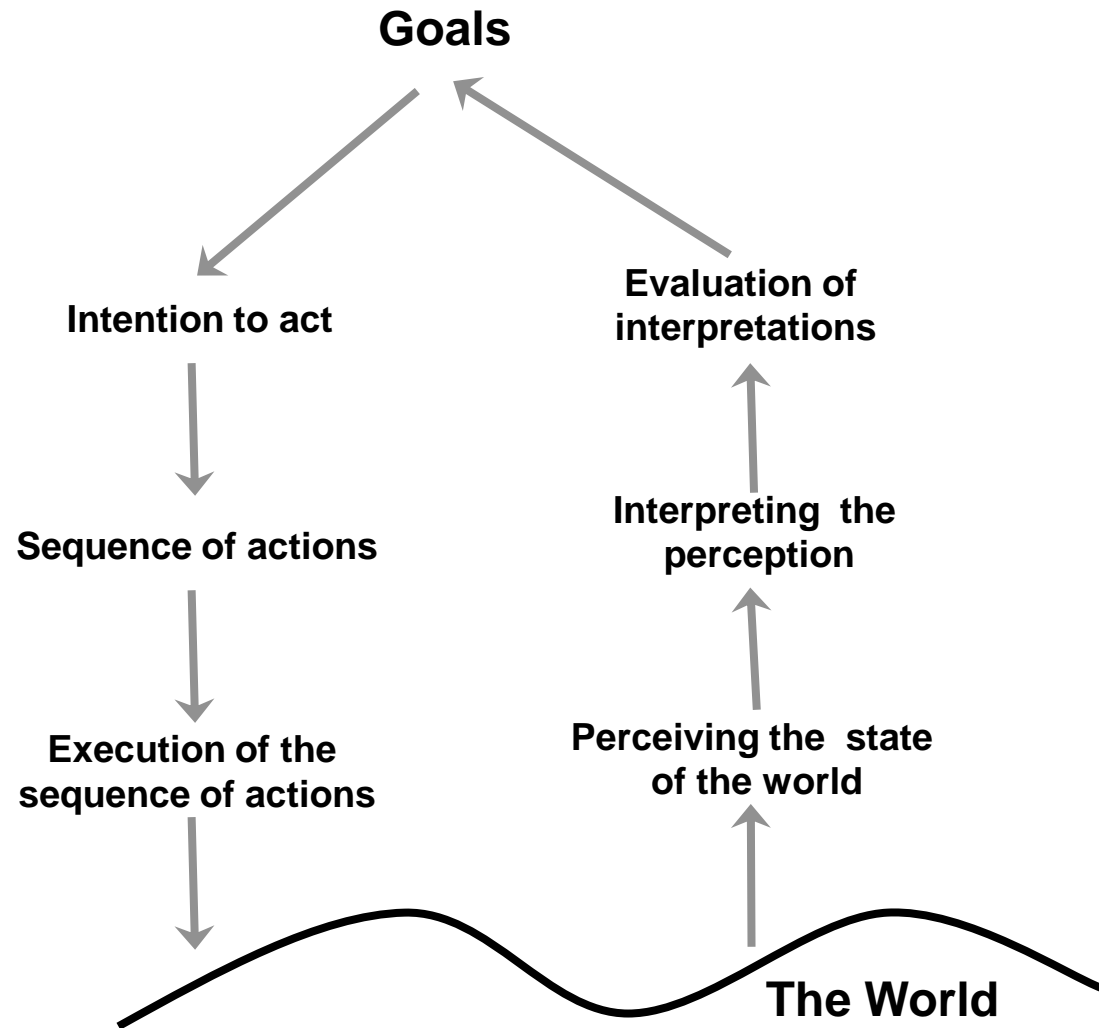 Goals
Intention to act
Sequence of actions
Execution of the
sequence of actions
Evaluation of
interpretations
Interpreting the
perception
Perceiving the state
of the world
The World